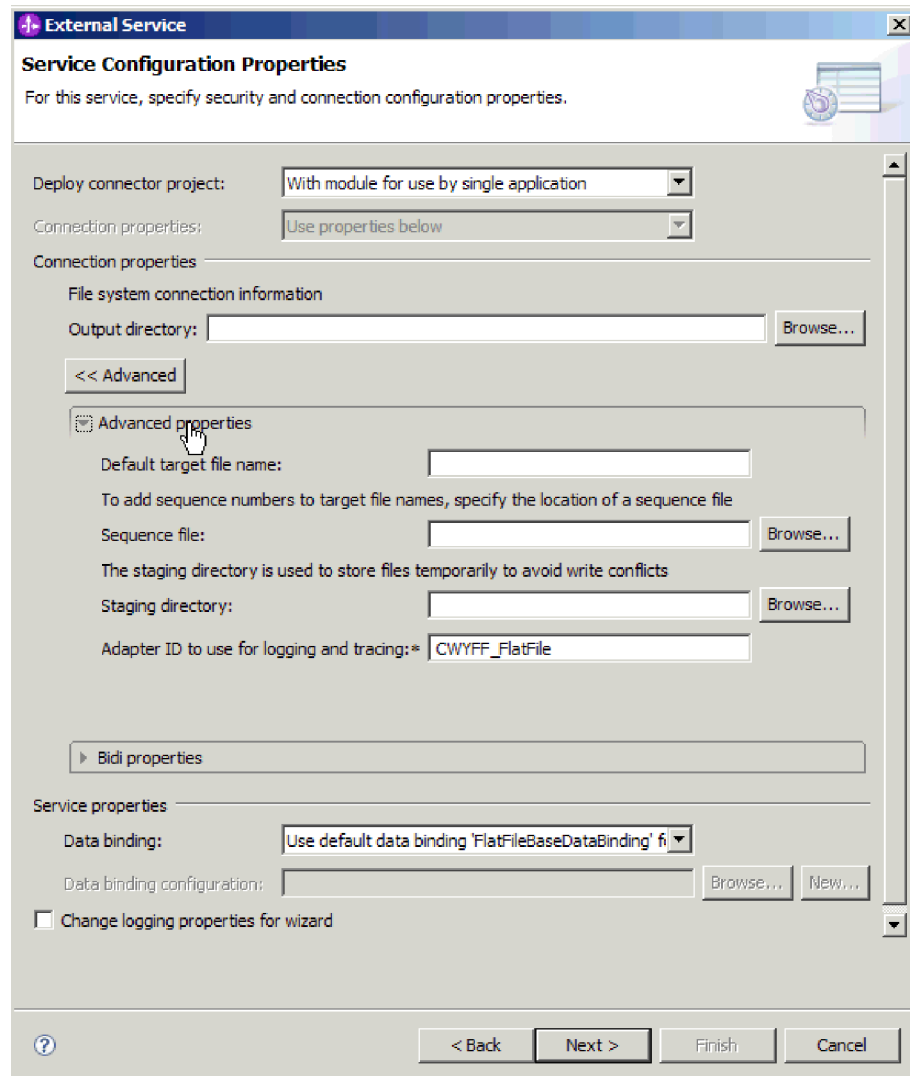 External Service
Service Configuration Properties
For this service, specify security and connection configuration properties.
Deploy connector project: With module for use by single application
Connection properties: Use properties below
Connection properties
File system connection information
Output directory: Browse...
<< Advanced
Advanced properties
Default target file name:
To add sequence numbers to target file names, specify the location of a sequence file
Sequence file: Browse...
The staging directory is used to store files temporarily to avoid write conflicts
Staging directory: Browse...
Adapter ID to use for logging and tracing:* CWYFF_FlatFile
Bidi properties
Service properties
Data binding: Use default data binding 'FlatFileBaseDataBinding' f
Data binding configuration: Browse... New...
Change logging properties for wizard
? < Back Next > Finish Cancel